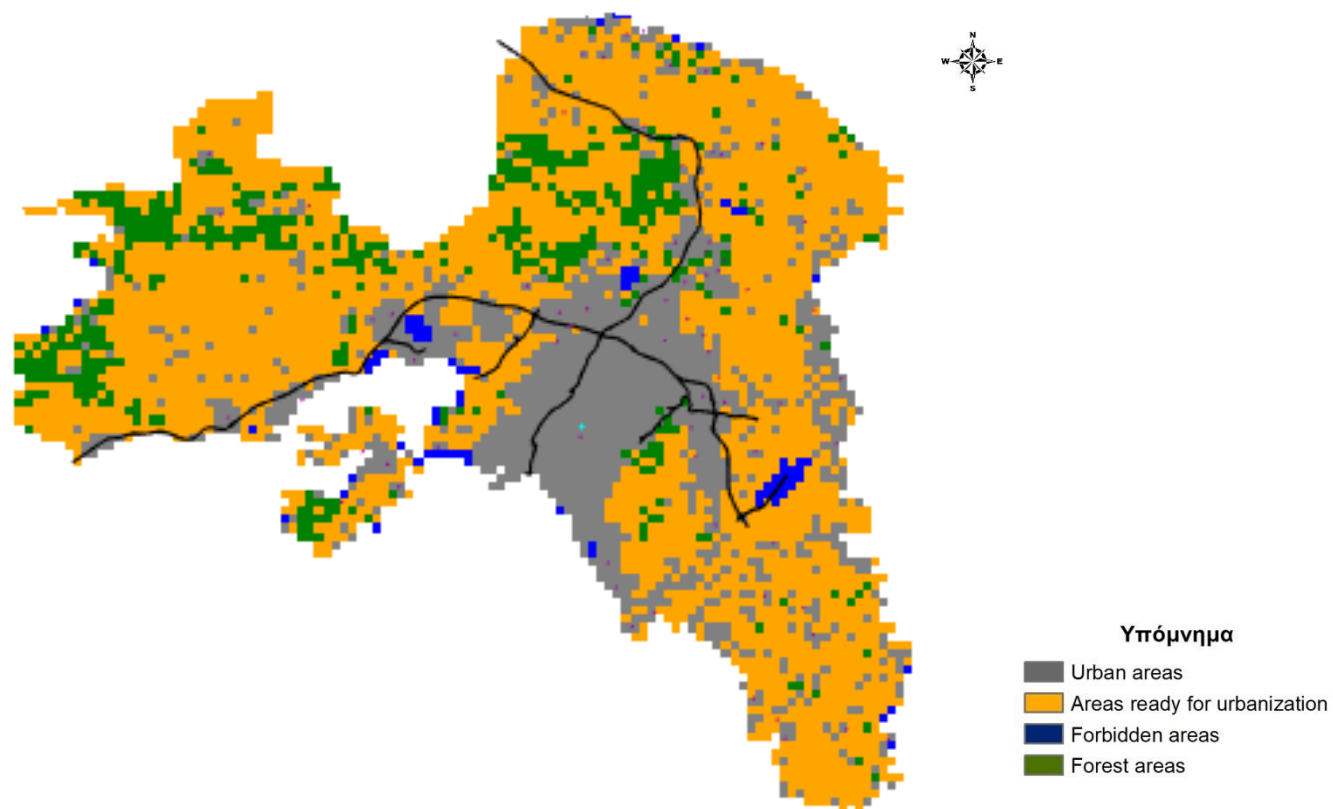 N
W E
S
Υπόμνημα
Urban areas
Areas ready for urbanization
Forbidden areas
Forest areas